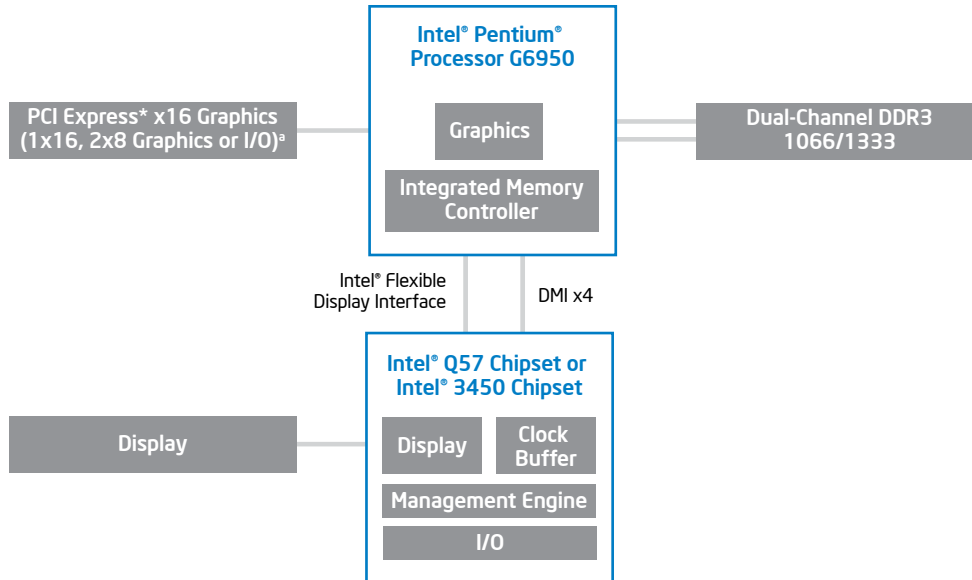 Intel® Pentium®
Processor G6950
PCI Express* x16 Graphics
(1x16, 2x8 Graphics or I/O)ª
Graphics
Dual-Channel DDR3
1066/1333
Integrated Memory
Controller
Intel® Flexible
Display Interface
DMI x4
Intel® Q57 Chipset or
Intel® 3450 Chipset
Display
Display
Clock
Buffer
Management Engine
I/O